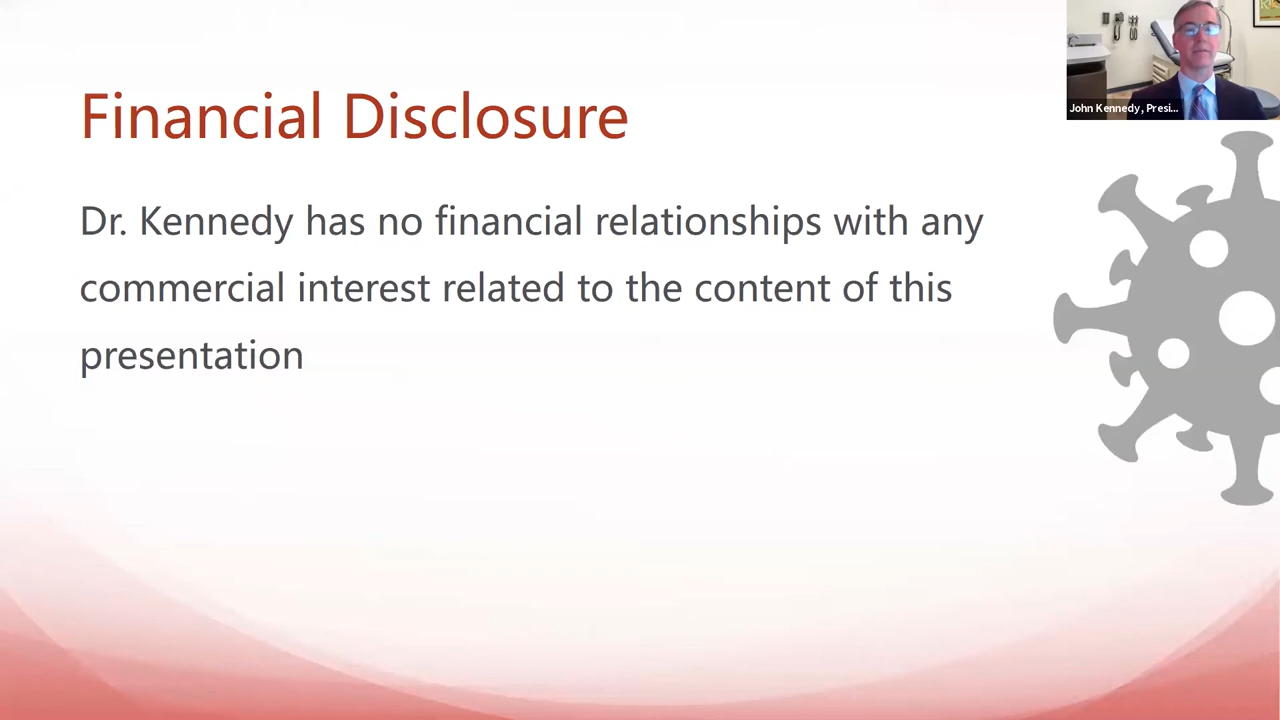 John Kennedy, Presi...
Financial Disclosure
Dr. Kennedy has no financial relationships with any
commercial interest related to the content of this
presentation